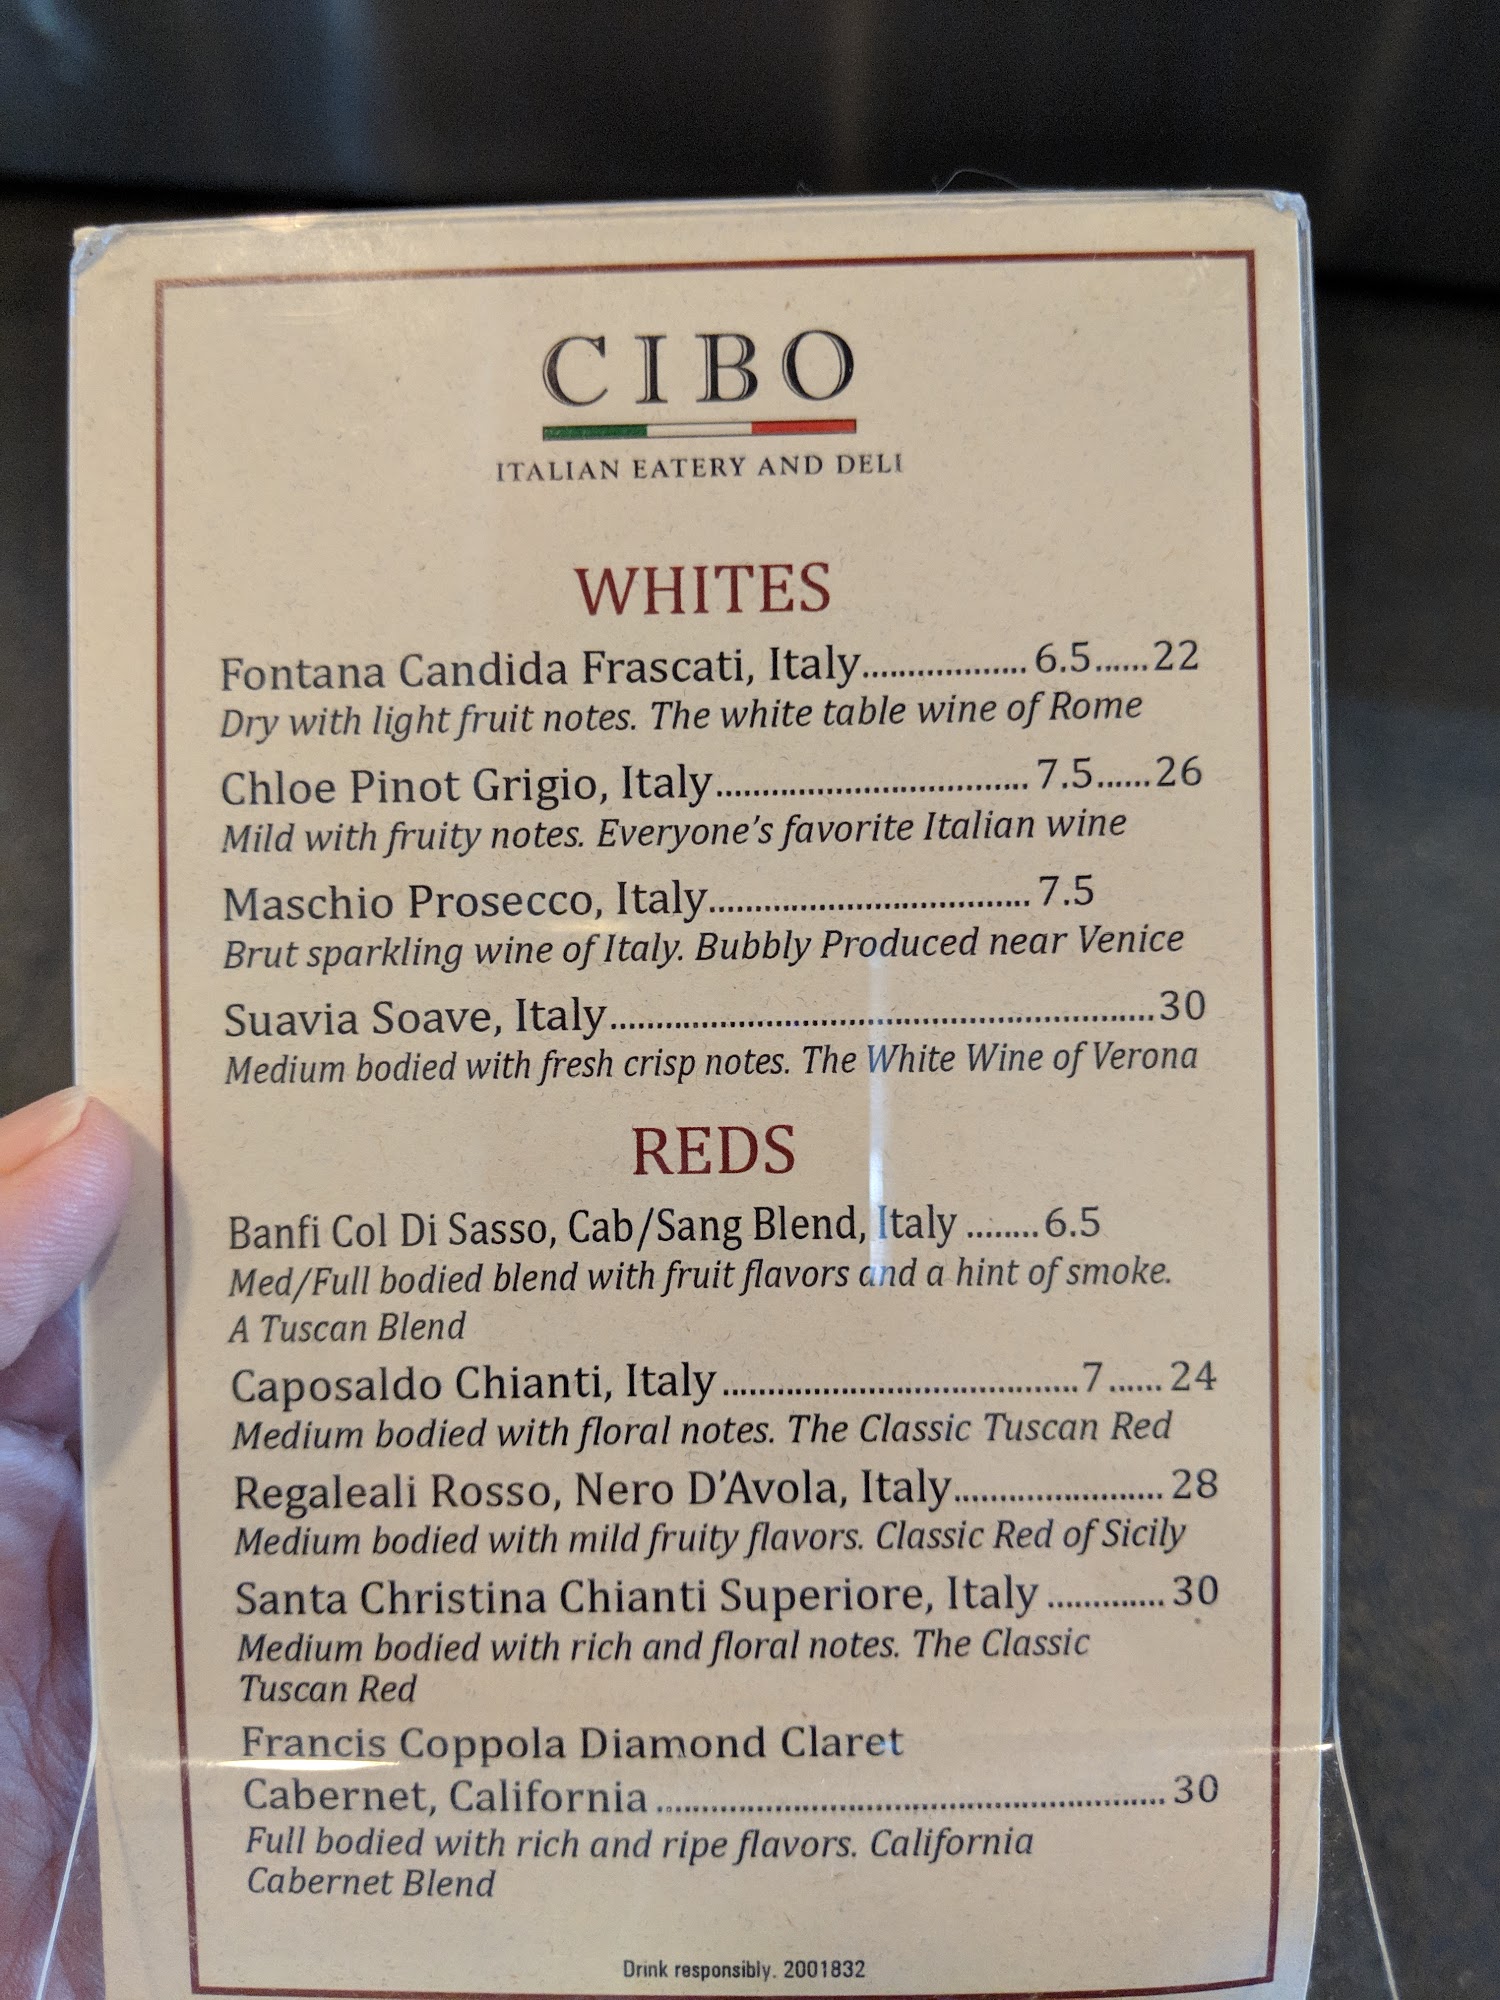 CIBO
ITALIAN EATERY AND DELI
WHITES
Fontana Candida Frascati, Italy.................. 6.5......22
Dry with light fruit notes. The white table wine of Rome
Chloe Pinot Grigio, Italy.................................. 7.5......26
Mild with fruity notes. Everyone's favorite Italian wine
Maschio Prosecco, Italy................................... 7.5
Brut sparkling wine of Italy. Bubbly Produced near Venice
Suavia Soave, Italy...........................................................30
Medium bodied with fresh crisp notes. The White Wine of Verona
REDS
Banfi Col Di Sasso, Cab/Sang Blend, Italy ........6.5
Med/Full bodied blend with fruit flavors and a hint of smoke.
A Tuscan Blend
Caposaldo Chianti, Italy.......................................7......24
Medium bodied with floral notes. The Classic Tuscan Red
Regaleali Rosso, Nero D'Avola, Italy....................... 28
Medium bodied with mild fruity flavors. Classic Red of Sicily
Santa Christina Chianti Superiore, Italy ............. 30
Medium bodied with rich and floral notes. The Classic
Tuscan Red
Francis Coppola Diamond Claret
Cabernet, California ........................................................ 30
Full bodied with rich and ripe flavors. California
Cabernet Blend
Drink responsibly. 2001832